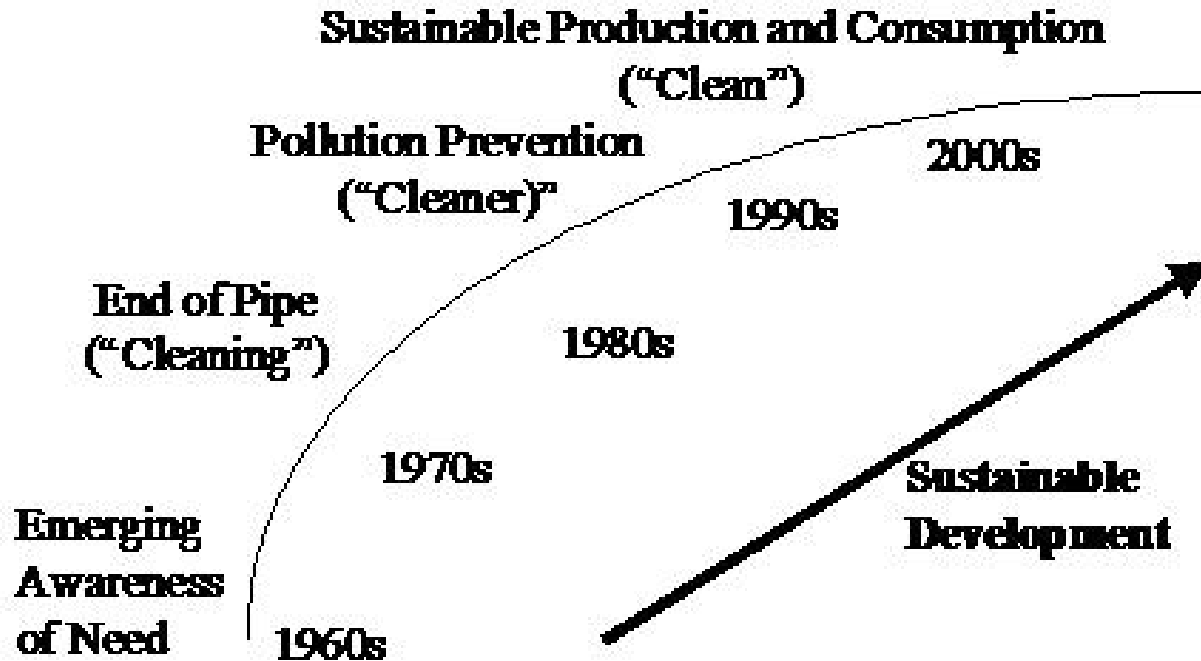 Sustainable Production and Consumption
(“Clean”)
Pollution Prevention
(“Cleaner)”
2000s
1990s
End of Pipe
(“Cleaning”)
1980s
1970s
Sustainable
Development
Emerging
Awareness
of Need
1960s